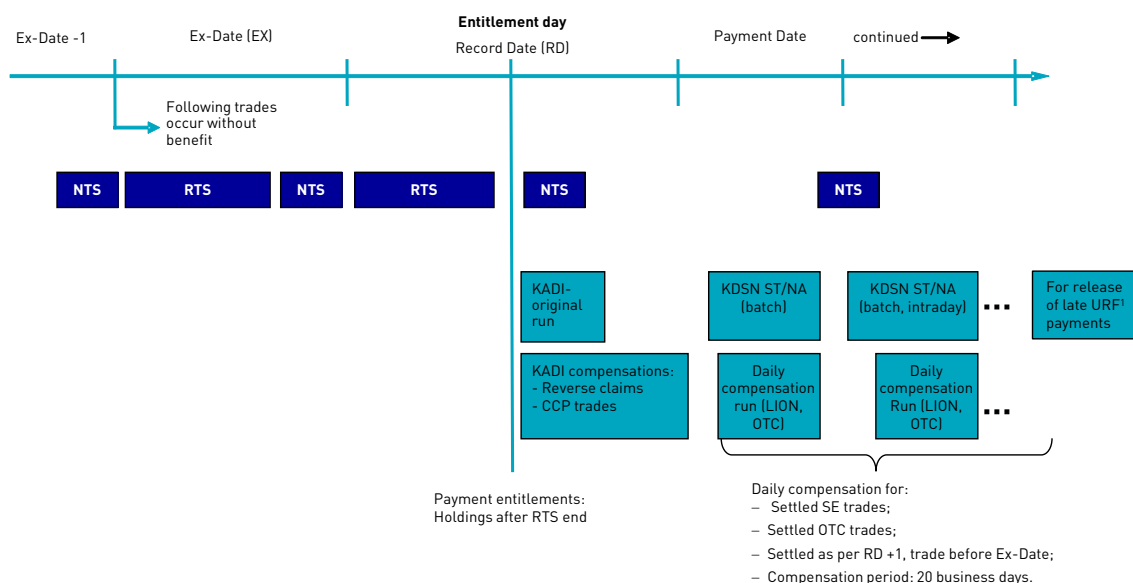 Entitlement day
Ex-Date -1
Ex-Date (EX)
Record Date (RD)
Payment Date
continued
Following trades
occur without
benefit
NTS
RTS
NTS
RTS
NTS
NTS
KADI-
original
run
KDSN ST/NA
(batch)
KDSN ST/NA
(batch, intraday)
...
For release
of late URF¹
payments
KADI compensations:
- Reverse claims
- CCP trades
Daily
compensation
run (LION,
OTC)
Daily
compensation
Run (LION,
OTC)
...
Payment entitlements:
Holdings after RTS end
Daily compensation for:
– Settled SE trades;
– Settled OTC trades;
– Settled as per RD +1, trade before Ex-Date;
– Compensation period: 20 business days.